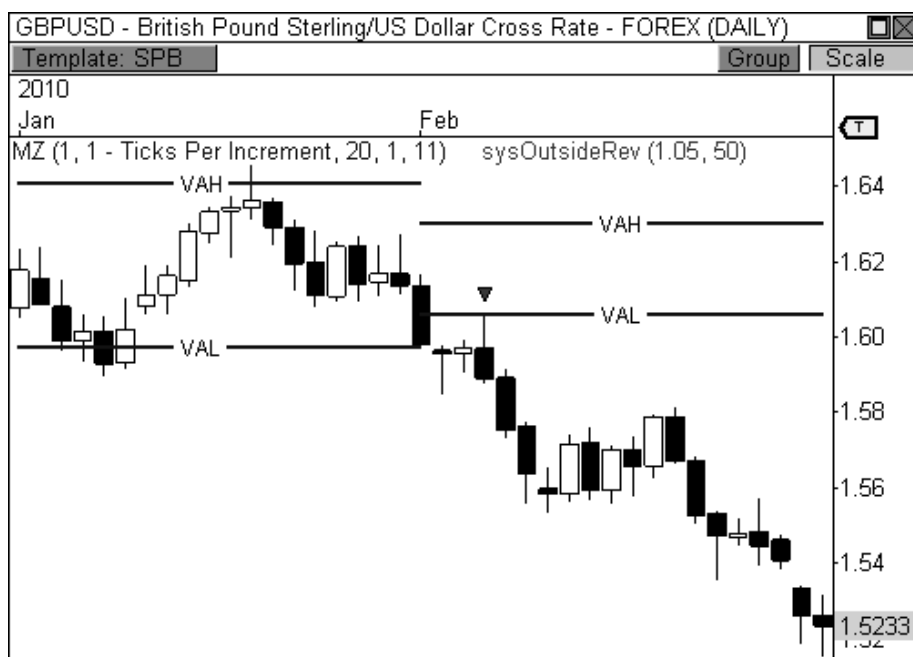 GBPUSD - British Pound Sterling/US Dollar Cross Rate - FOREX (DAILY)
Template: SPB Group Scale
2010
Jan Feb
T
MZ (1, 1 - Ticks Per Increment, 20, 1, 11) sysOutsideRev (1.05, 50)
VAH 1.64
VAH
1.62
VAL
VAL 1.60
1.58
1.56
1.54
1.5233
1.52